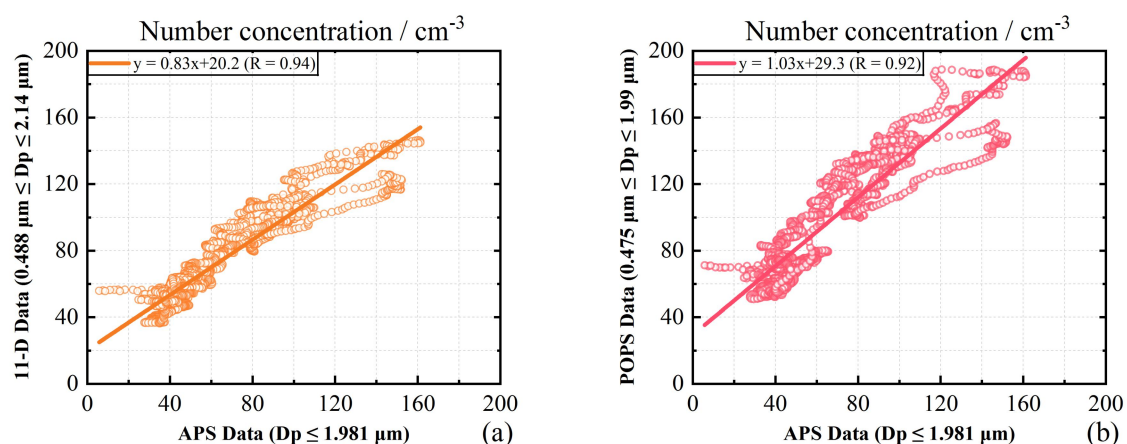 Number concentration / cm-3
y = 0.83x+20.2 (R = 0.94)
11-D Data (0.488 μm ≤ Dp ≤ 2.14 μm)
200
160
120
80
40
0
0 40 80 120 160 200
APS Data (Dp ≤ 1.981 μm)
(a)
Number concentration / cm-3
y = 1.03x+29.3 (R = 0.92)
POPS Data (0.475 μm ≤ Dp ≤ 1.99 μm)
200
160
120
80
40
0
0 40 80 120 160 200
APS Data (Dp ≤ 1.981 μm)
(b)